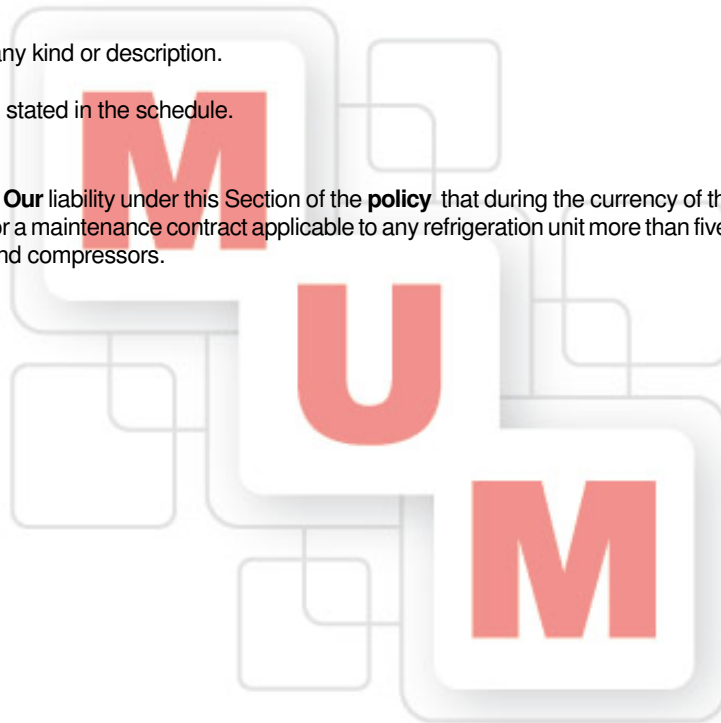 any kind or description.
stated in the schedule.
Our liability under this Section of the policy that during the currency of th
or a maintenance contract applicable to any refrigeration unit more than five
nd compressors.
M
U
M